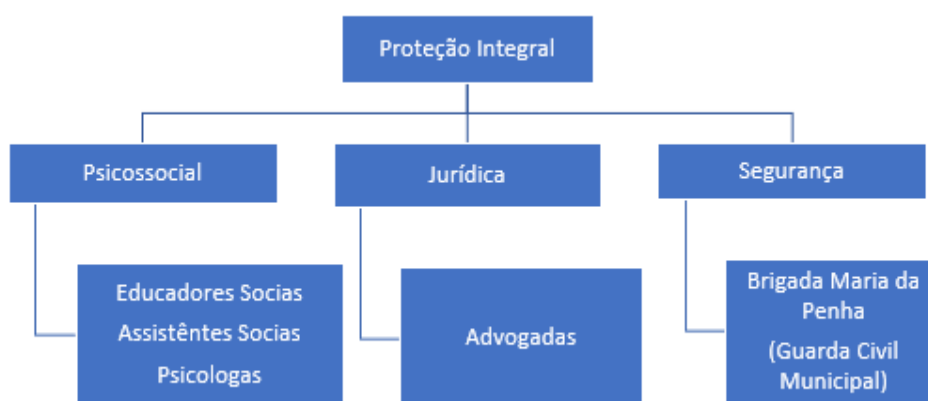 Proteção Integral
Psicossocial
Jurídica
Segurança
Educadores Socias
Assistêntes Socias
Psicologas
Advogadas
Brigada Maria da
Penha
(Guarda Civil
Municipal)